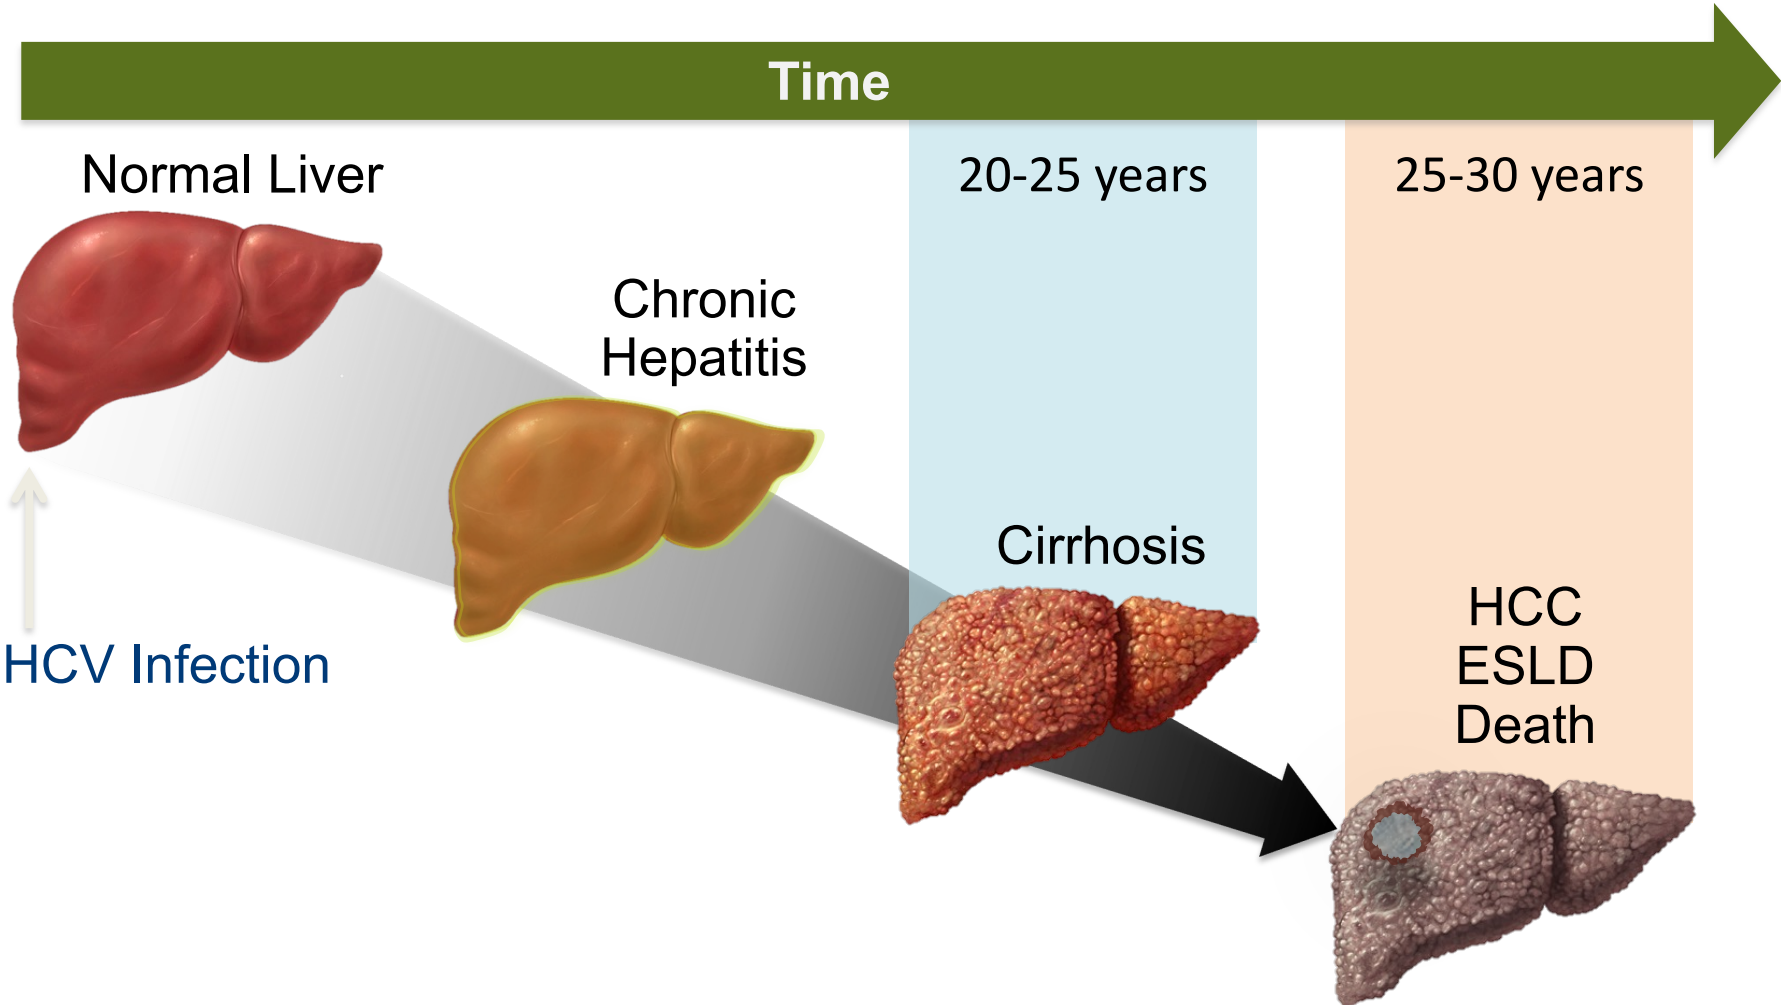 Time
Normal Liver
20-25 years
25-30 years
Chronic
Hepatitis
Cirrhosis
HCC
ESLD
Death
HCV Infection